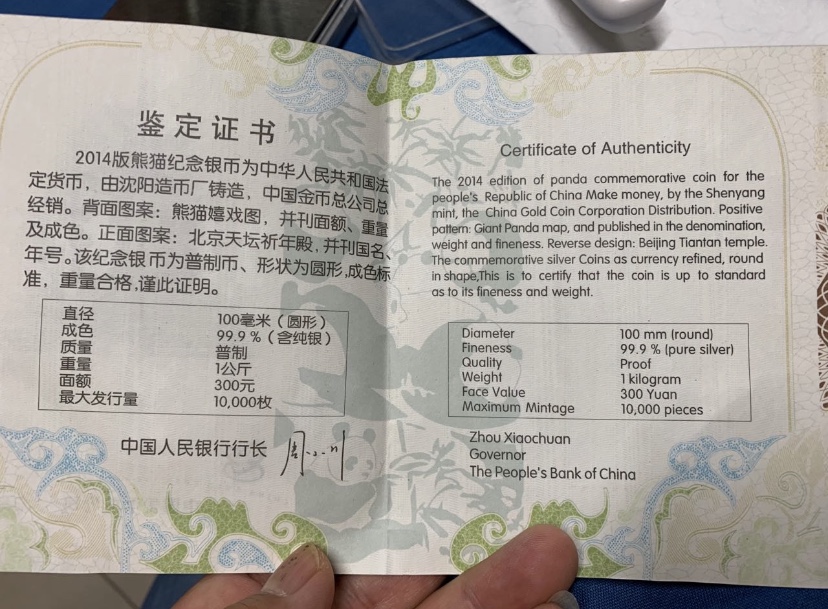 鉴定证书
2014版熊猫纪念银币为中华人民共和国法
定货币，由沈阳造币厂铸造，中国金币总公司总
经销。背面图案：熊猫嬉戏图，并刊面额、重量
及成色。正面图案：北京天坛祈年殿，并刊国名、
年号。该纪念银币为普制币、形状为圆形，成色标
准，重量合格，谨此证明。
直径 100毫米（圆形）
成色 99.9 %（含纯银）
质量 普制
重量 1公斤
面额 300元
最大发行量 10,000枚
中国人民银行行长
Certificate of Authenticity
The 2014 edition of panda commemorative coin for the
people's Republic of China Make money, by the Shenyang
mint, the China Gold Coin Corporation Distribution. Positive
pattern: Giant Panda map, and published in the denomination,
weight and fineness. Reverse design: Beijing Tiantan temple.
The commemorative silver Coins as currency refined, round
in shape,This is to certify that the coin is up to standard
as to its fineness and weight.
Diameter 100 mm (round)
Fineness 99.9 % (pure silver)
Quality Proof
Weight 1 kilogram
Face Value 300 Yuan
Maximum Mintage 10,000 pieces
Zhou Xiaochuan
Governor
The People's Bank of China